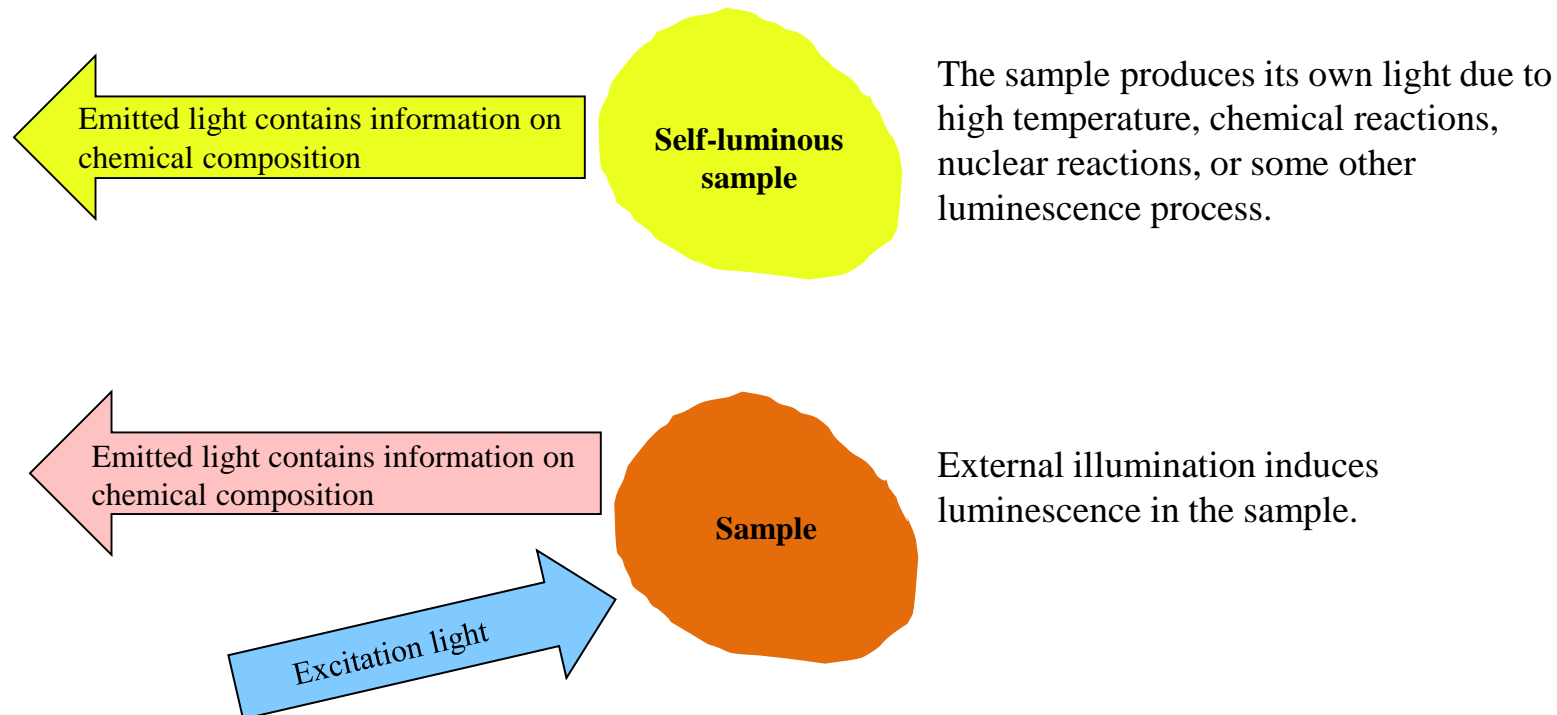 Emitted light contains information on
chemical composition
Self-luminous
sample
The sample produces its own light due to
high temperature, chemical reactions,
nuclear reactions, or some other
luminescence process.
Emitted light contains information on
chemical composition
Sample
External illumination induces
luminescence in the sample.
Excitation light